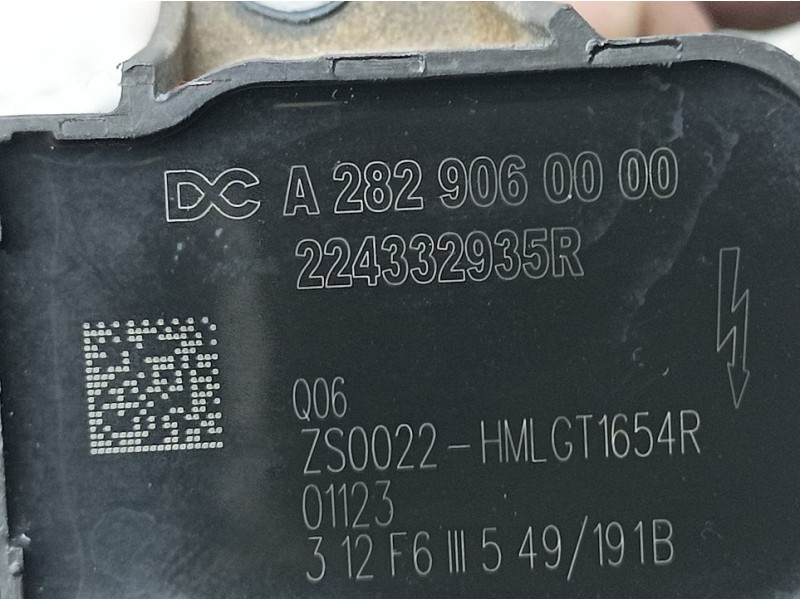 DC A 282 906 00 00
224332935R
Q06
ZS0022-HMLGT1654R
01123
3 12 F6 III 5 49/191B